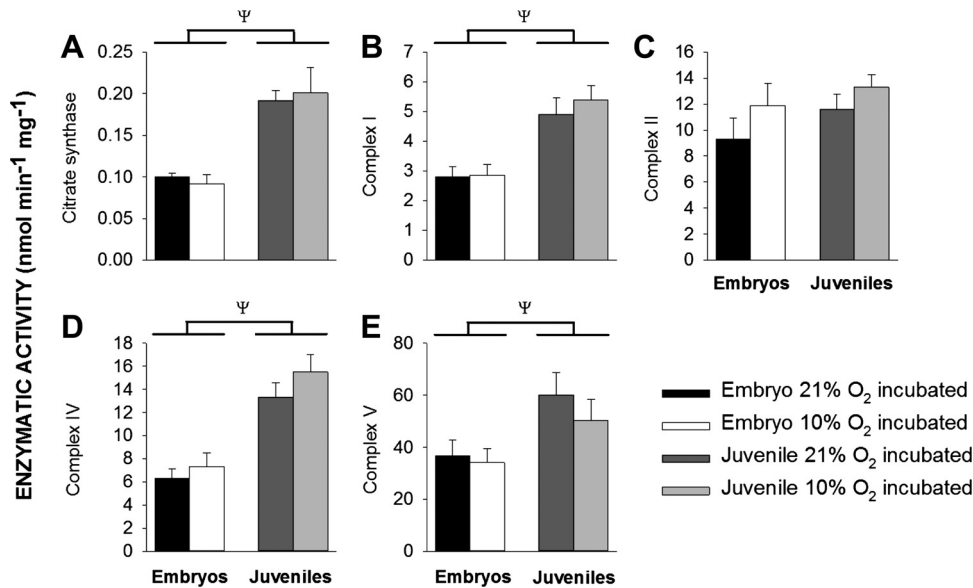 ENZYMATIC ACTIVITY (nmol min⁻¹ mg⁻¹)
A
Ψ
Citrate synthase
0.25
0.20
0.15
0.10
0.05
0.00
B
Ψ
Complex I
7
6
5
4
3
2
1
0
C
Complex II
16
14
12
10
8
6
4
2
0
Embryos Juveniles
D
Ψ
Complex IV
18
16
14
12
10
8
6
4
2
0
Embryos Juveniles
E
Ψ
Complex V
80
60
40
20
0
Embryos Juveniles
Embryo 21% O₂ incubated
Embryo 10% O₂ incubated
Juvenile 21% O₂ incubated
Juvenile 10% O₂ incubated